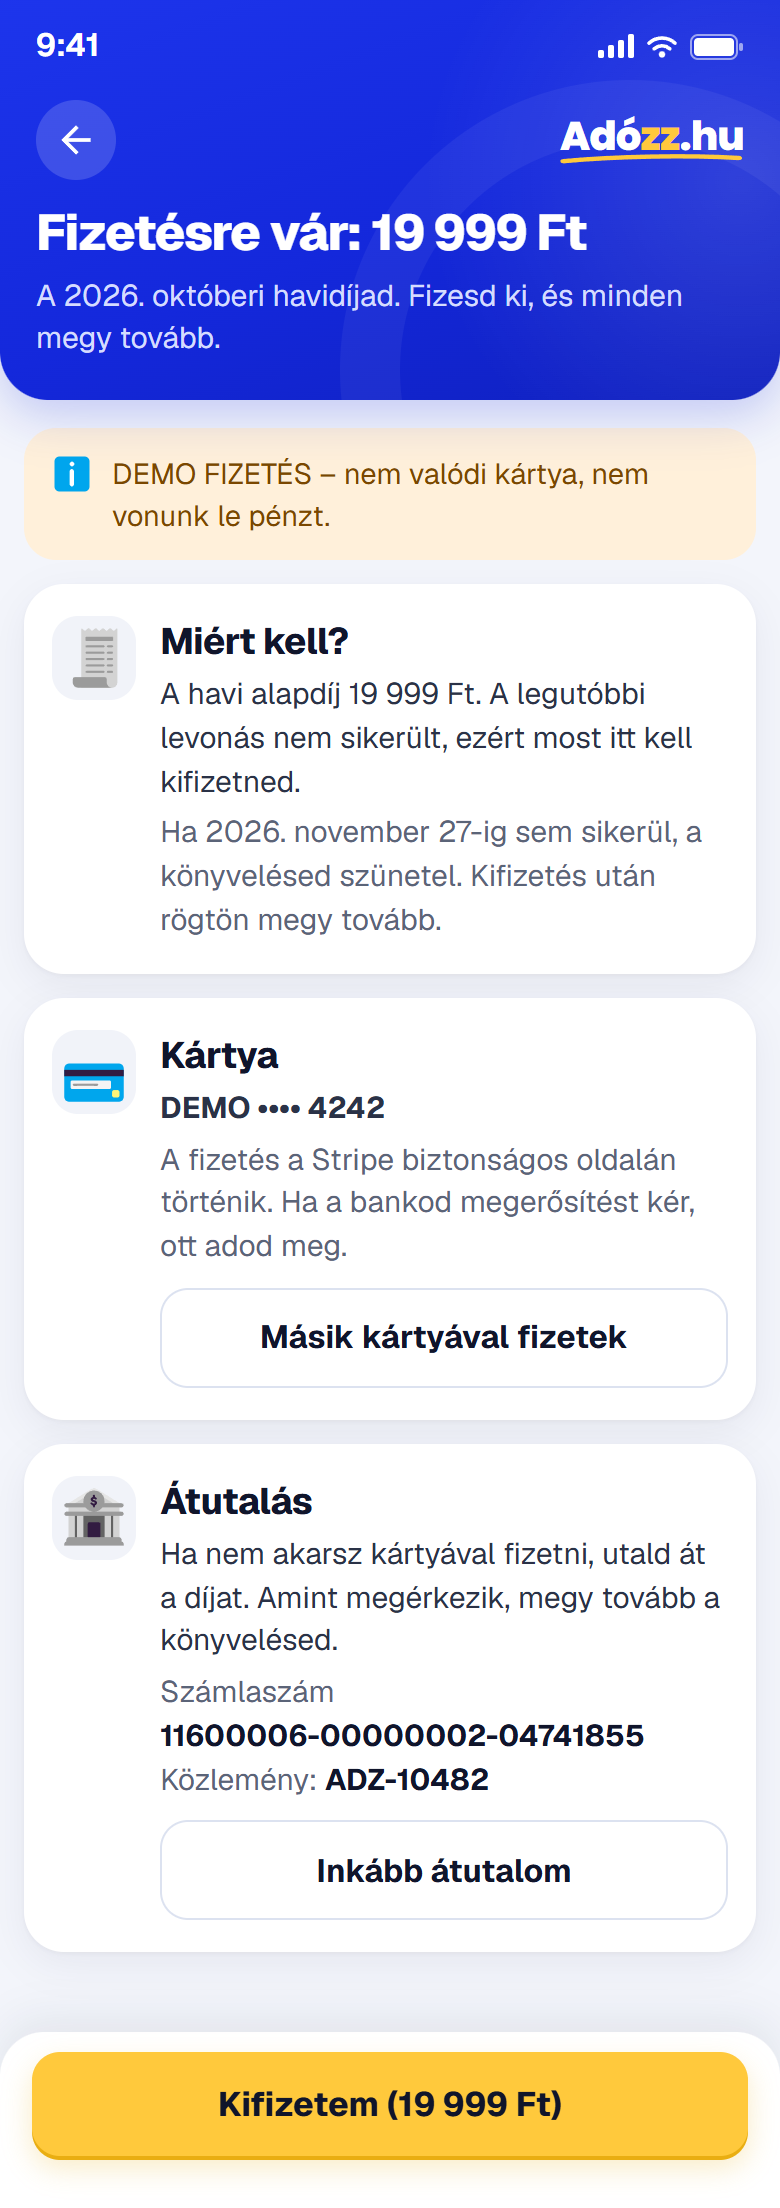 9:41
Adózz.hu
Fizetésre vár: 19 999 Ft
A 2026. októberi havidíjad. Fizesd ki, és minden
megy tovább.
DEMO FIZETÉS – nem valódi kártya, nem
vonunk le pénzt.
Miért kell?
A havi alapdíj 19 999 Ft. A legutóbbi
levonás nem sikerült, ezért most itt kell
kifizetned.
Ha 2026. november 27-ig sem sikerül, a
könyvelésed szünetel. Kifizetés után
rögtön megy tovább.
Kártya
DEMO •••• 4242
A fizetés a Stripe biztonságos oldalán
történik. Ha a bankod megerősítést kér,
ott adod meg.
Másik kártyával fizetek
Átutalás
Ha nem akarsz kártyával fizetni, utald át
a díjat. Amint megérkezik, megy tovább a
könyvelésed.
Számlaszám
11600006-00000002-04741855
Közlemény: ADZ-10482
Inkább átutalom
Kifizetem (19 999 Ft)